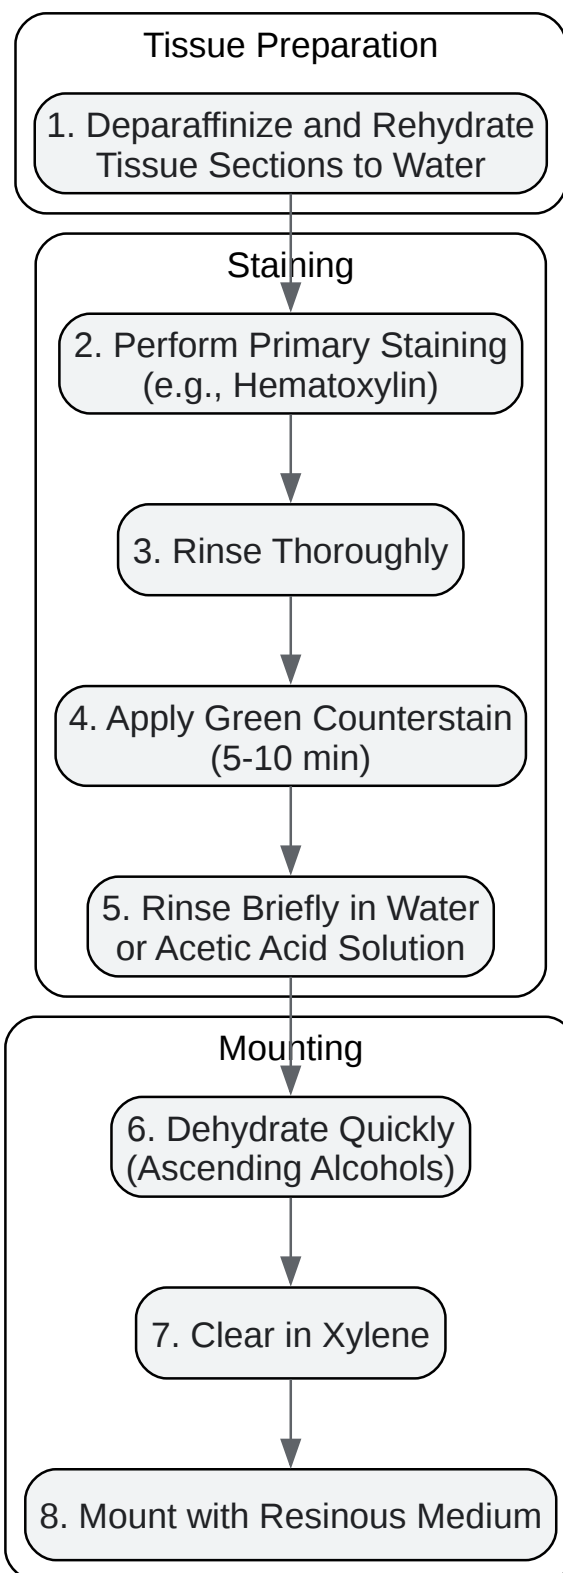 Tissue Preparation
1. Deparaffinize and Rehydrate
Tissue Sections to Water
Staining
2. Perform Primary Staining
(e.g., Hematoxylin)
3. Rinse Thoroughly
4. Apply Green Counterstain
(5-10 min)
5. Rinse Briefly in Water
or Acetic Acid Solution
Mounting
6. Dehydrate Quickly
(Ascending Alcohols)
7. Clear in Xylene
8. Mount with Resinous Medium